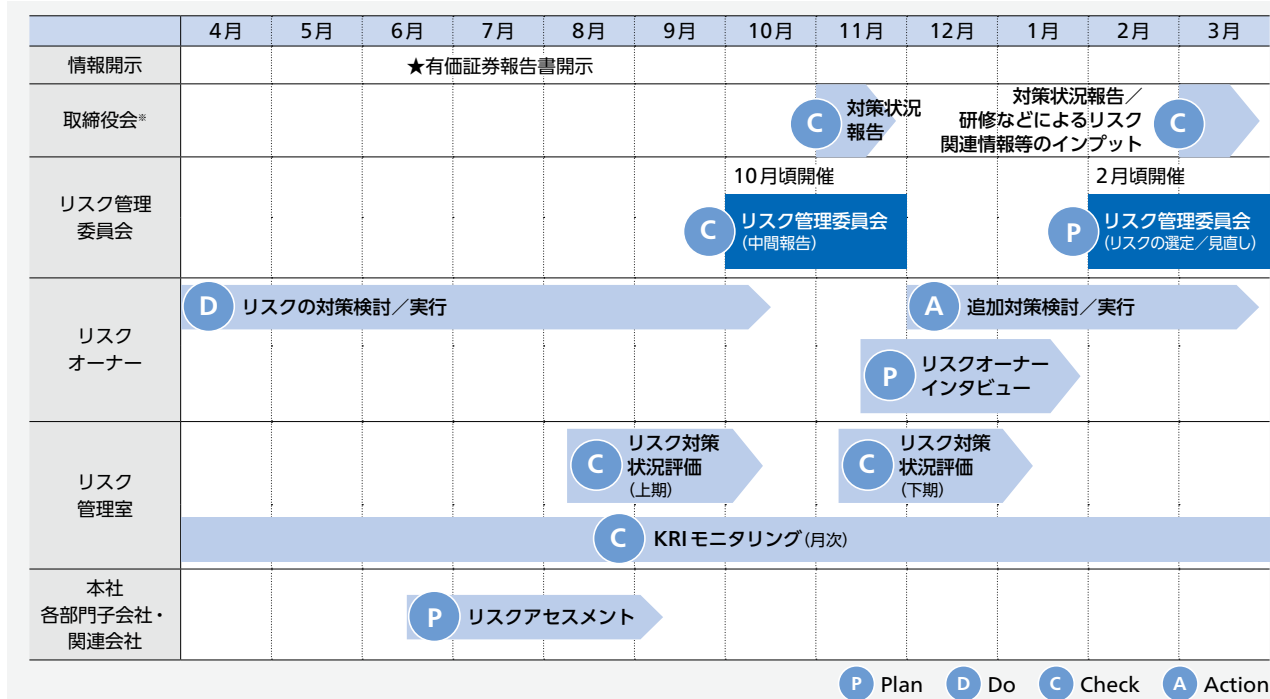 4月 5月 6月 7月 8月 9月 10月 11月 12月 1月 2月 3月
情報開示
★有価証券報告書開示
取締役会※
C
対策状況
報告
対策状況報告／
研修などによるリスク
関連情報等のインプット
C
リスク管理
委員会
10月頃開催
C
リスク管理委員会
(中間報告)
2月頃開催
P
リスク管理委員会
(リスクの選定／見直し)
リスク
オーナー
D リスクの対策検討／実行
A 追加対策検討／実行
P
リスクオーナー
インタビュー
リスク
管理室
C
リスク対策
状況評価
(上期)
C
リスク対策
状況評価
(下期)
C KRIモニタリング(月次)
本社
各部門子会社・
関連会社
P リスクアセスメント
P Plan D Do C Check A Action